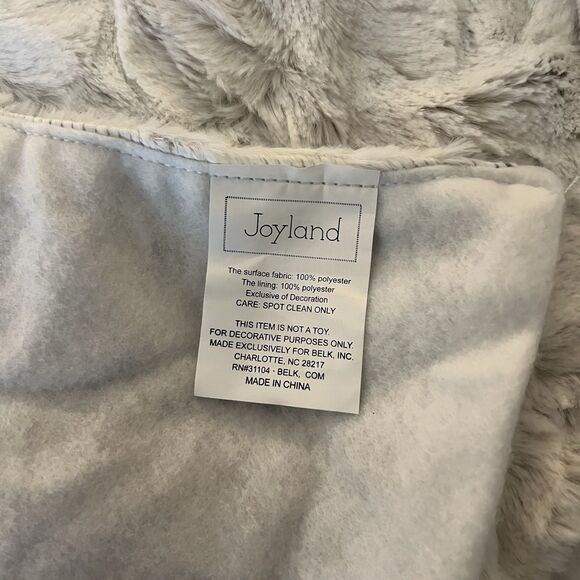 Joyland
The surface fabric: 100% polyester
The lining: 100% polyester
Exclusive of Decoration
CARE: SPOT CLEAN ONLY
THIS ITEM IS NOT A TOY.
FOR DECORATIVE PURPOSES ONLY.
MADE EXCLUSIVELY FOR BELK, INC.
CHARLOTTE, NC 28217
RN#31104 · BELK. COM
MADE IN CHINA